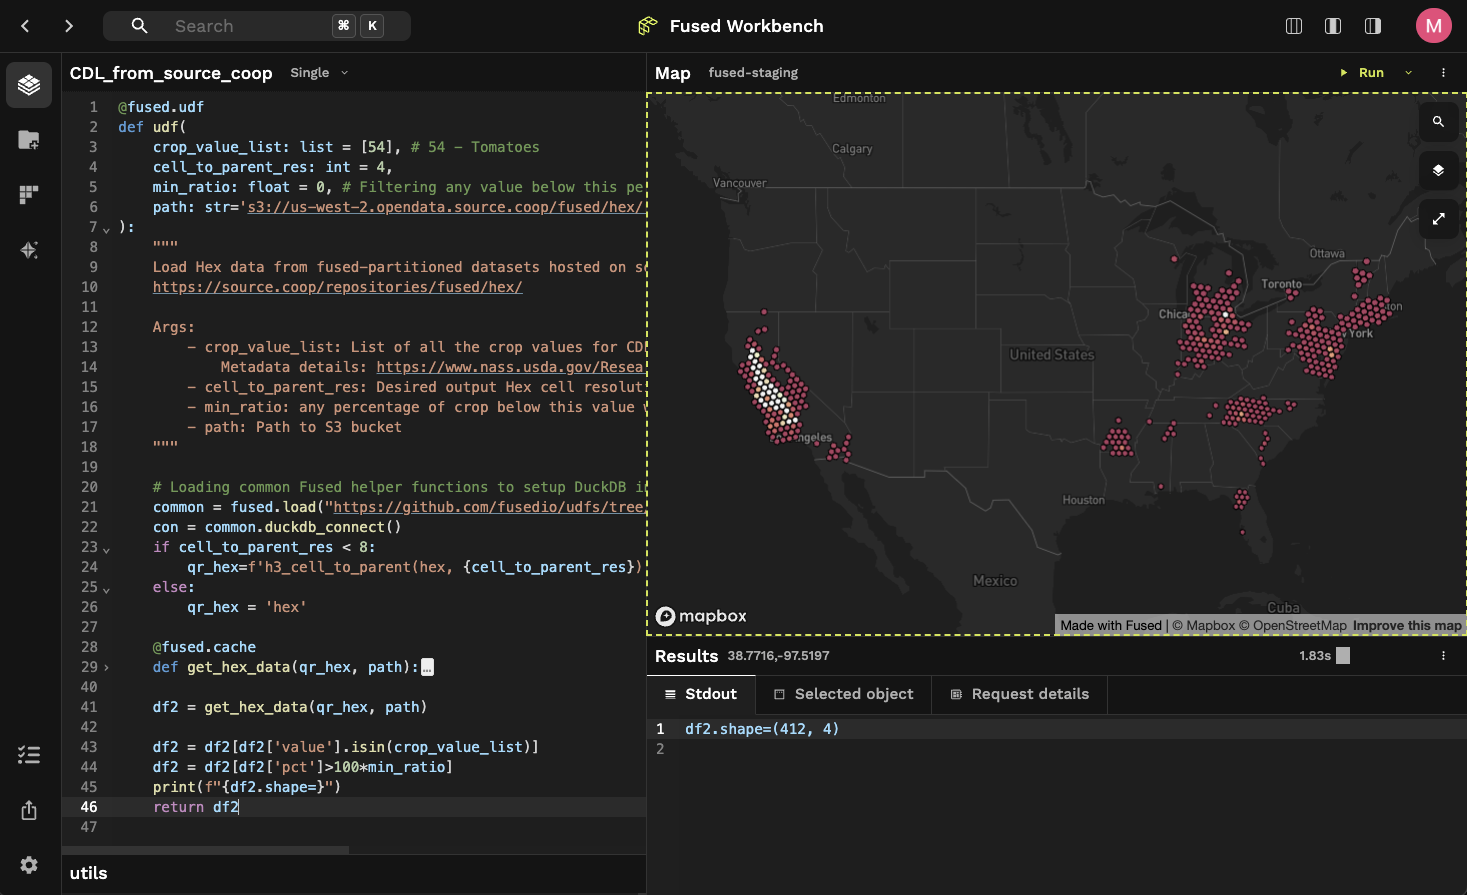 Search ⌘ K
Fused Workbench
M
CDL_from_source_coop Single
1 @fused.udf
2 def udf(
3 crop_value_list: list = [54], # 54 - Tomatoes
4 cell_to_parent_res: int = 4,
5 min_ratio: float = 0, # Filtering any value below this pe
6 path: str='s3://us-west-2.opendata.source.coop/fused/hex/
7 ):
8 """
9 Load Hex data from fused-partitioned datasets hosted on s
10 https://source.coop/repositories/fused/hex/
11
12 Args:
13 - crop_value_list: List of all the crop values for CD
14 Metadata details: https://www.nass.usda.gov/Resea
15 - cell_to_parent_res: Desired output Hex cell resolut
16 - min_ratio: any percentage of crop below this value
17 - path: Path to S3 bucket
18 """
19
20 # Loading common Fused helper functions to setup DuckDB i
21 common = fused.load("https://github.com/fusedio/udfs/tree
22 con = common.duckdb_connect()
23 if cell_to_parent_res < 8:
24 qr_hex=f'h3_cell_to_parent(hex, {cell_to_parent_res})
25 else:
26 qr_hex = 'hex'
27
28 @fused.cache
29 def get_hex_data(qr_hex, path):…
40
41 df2 = get_hex_data(qr_hex, path)
42
43 df2 = df2[df2['value'].isin(crop_value_list)]
44 df2 = df2[df2['pct']>100*min_ratio]
45 print(f"{df2.shape=}")
46 return df2
47
utils
Map fused-staging
Run
Edmonton
Calgary
Vancouver
Ottawa
Toronto
Chica
ton
York
United States
ngeles
Houston
Mexico
Cuba
mapbox
Made with Fused | © Mapbox © OpenStreetMap Improve this map
Results 38.7716,-97.5197
1.83s
Stdout Selected object Request details
1 df2.shape=(412, 4)
2